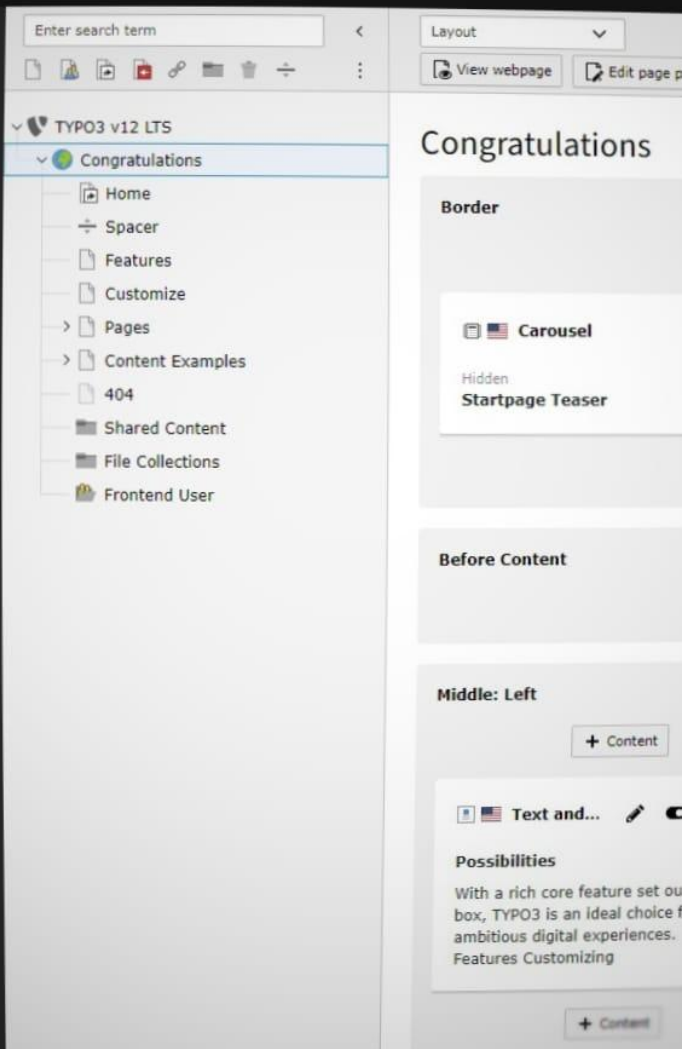 Enter search term
TYPO3 v12 LTS
Congratulations
Home
Spacer
Features
Customize
Pages
Content Examples
404
Shared Content
File Collections
Frontend User
Layout
View webpage
Edit page p
Congratulations
Border
Carousel
Hidden
Startpage Teaser
Before Content
Middle: Left
+ Content
Text and...
Possibilities
With a rich core feature set ou
box, TYPO3 is an ideal choice f
ambitious digital experiences.
Features Customizing
+ Content